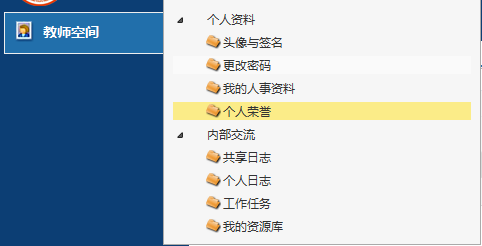 教师空间
个人资料
头像与签名
更改密码
我的人事资料
个人荣誉
内部交流
共享日志
个人日志
工作任务
我的资源库